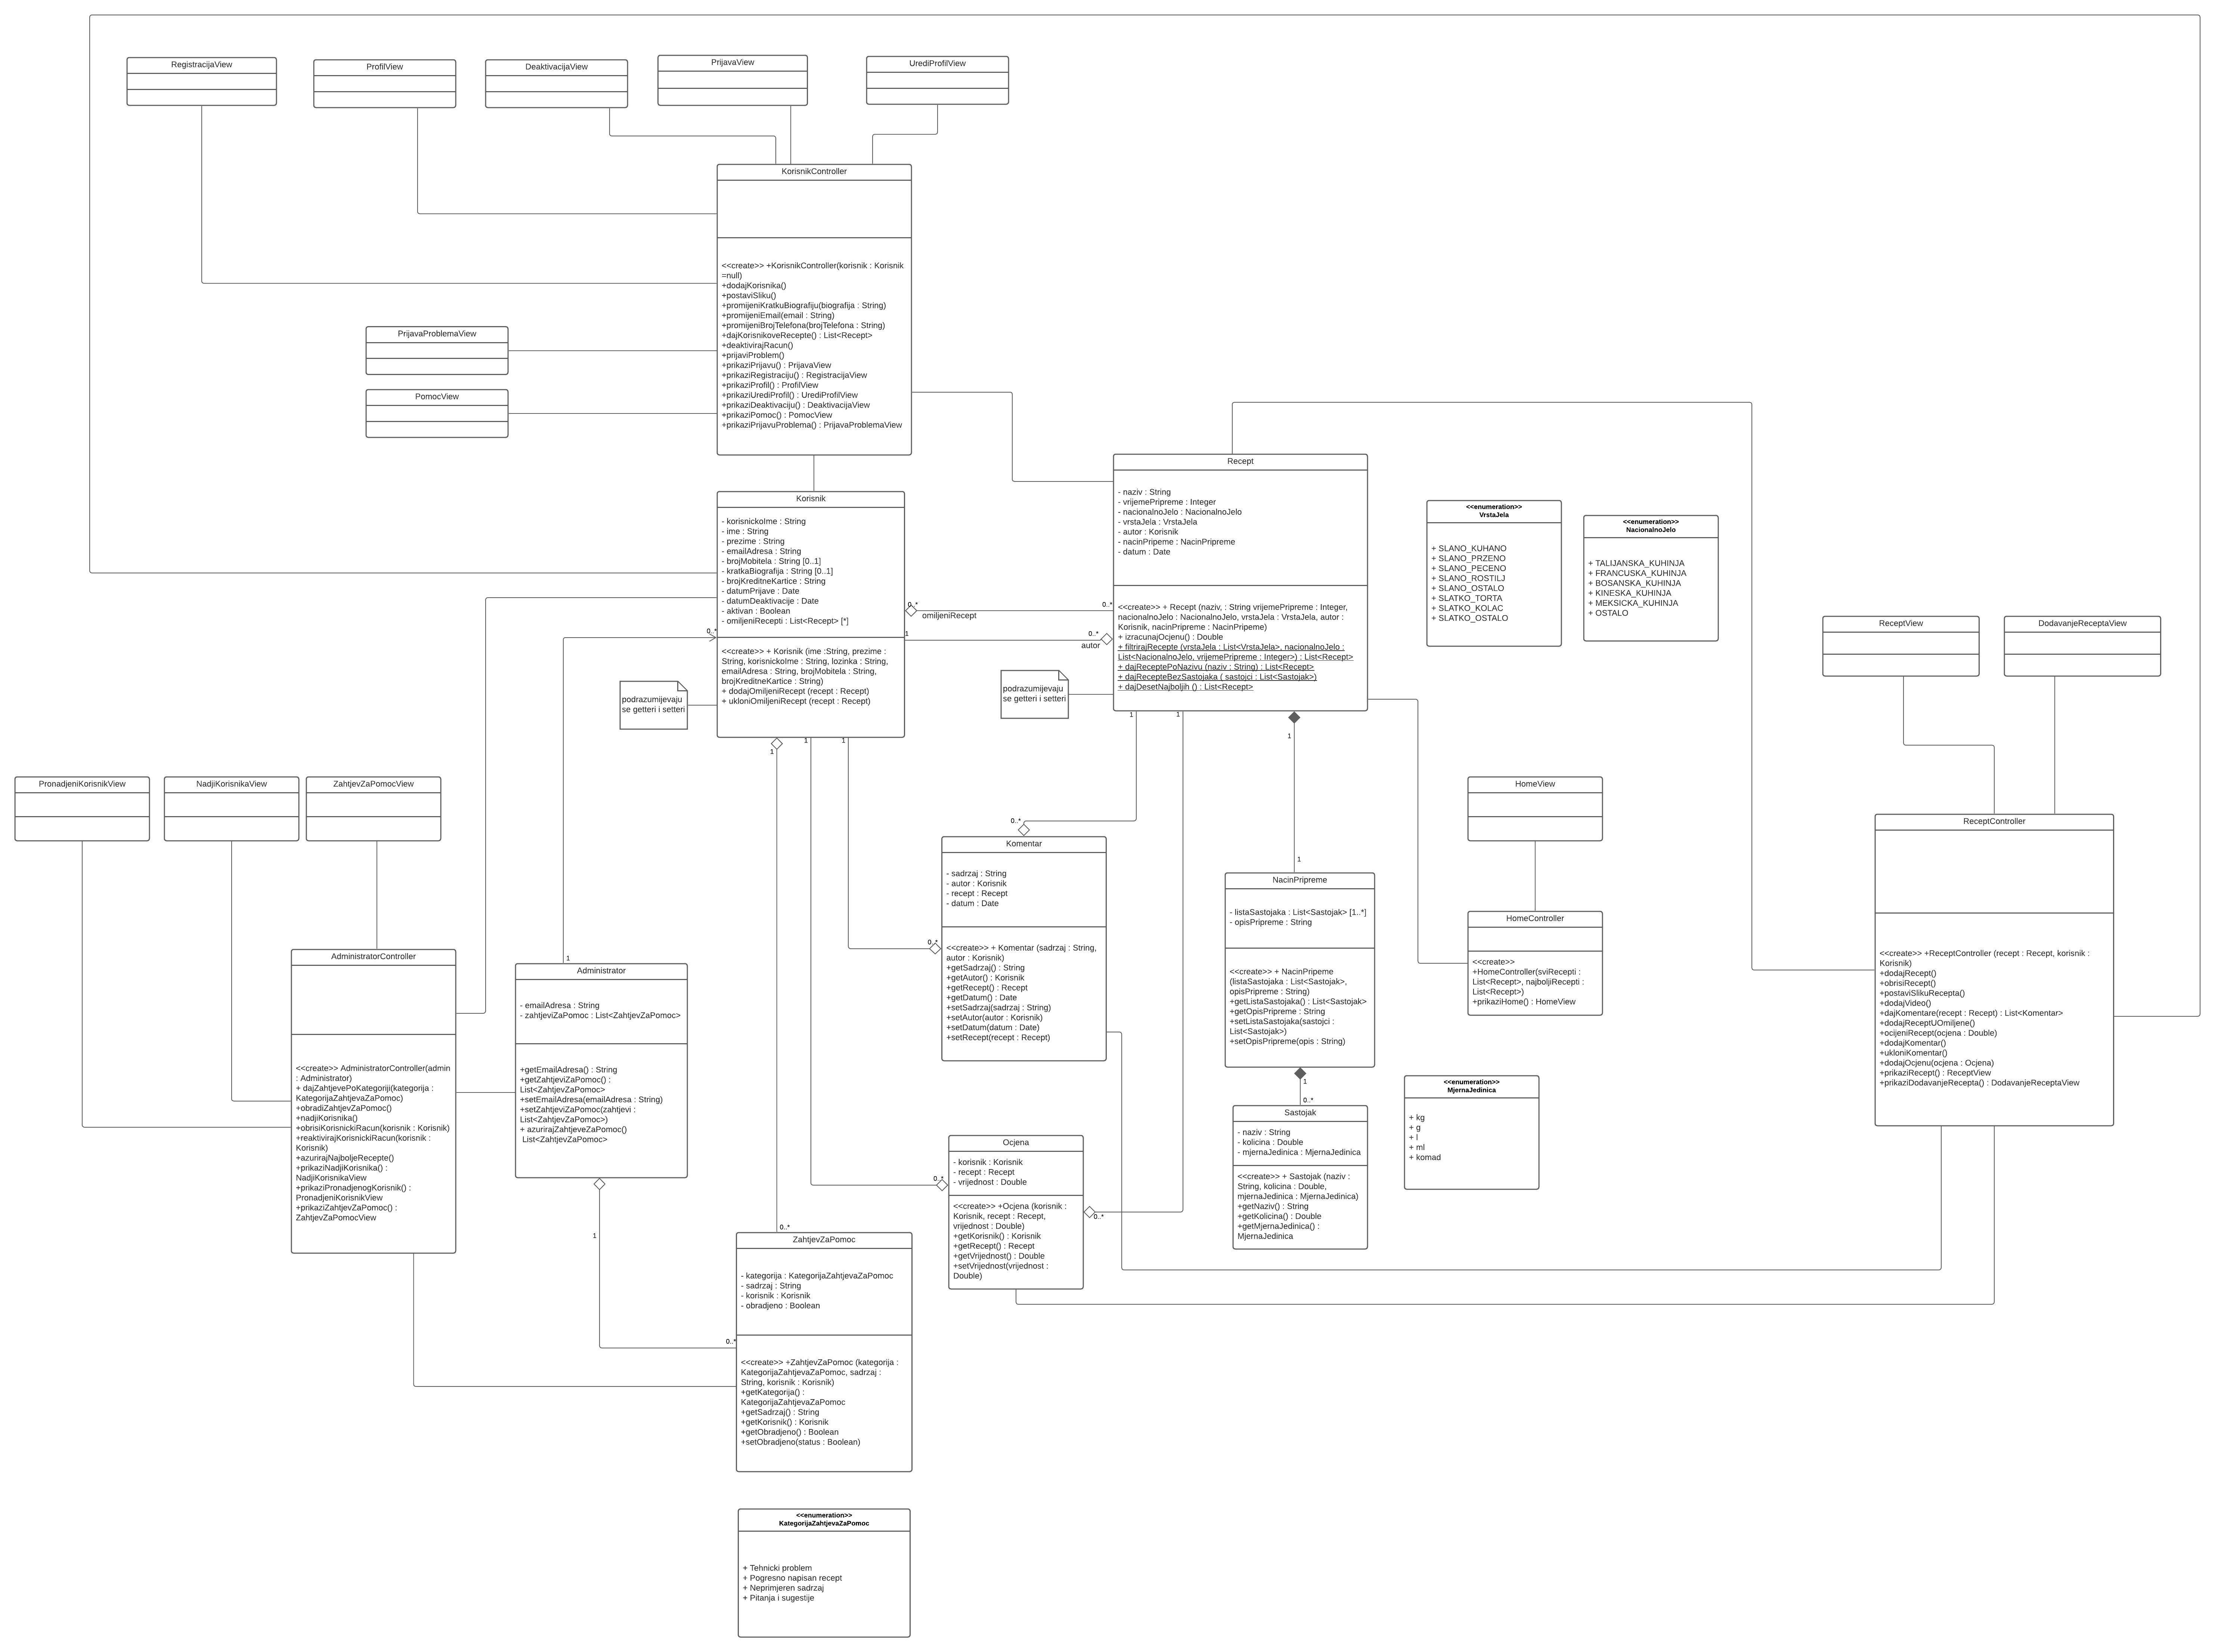 RegistracijaView
ProfilView
DeaktivacijaView
PrijavaView
UrediProfilView
KorisnikController
<<create>> +KorisnikController(korisnik : Korisnik
=null)
+dodajKorisnika()
+postaviSliku()
+promijeniKratkuBiografiju(biografija : String)
+promijeniEmail(email : String)
+promijeniBrojTelefona(brojTelefona : String)
+dajKorisnikoveRecepte() : List<Recept>
+deaktivirajRacun()
+prijaviProblem()
+prikaziPrijavu() : PrijavaView
+prikaziRegistraciju() : RegistracijaView
+prikaziProfil() : ProfilView
+prikaziUrediProfil() : UrediProfilView
+prikaziDeaktivaciju() : DeaktivacijaView
+prikaziPomoc() : PomocView
+prikaziPrijavuProblema() : PrijavaProblemaView
PrijavaProblemaView
PomocView
Korisnik
- korisnickoIme : String
- ime : String
- prezime : String
- emailAdresa : String
- brojMobitela : String [0..1]
- kratkaBiografija : String [0..1]
- brojKreditneKartice : String
- datumPrijave : Date
- datumDeaktivacije : Date
- aktivan : Boolean
- omiljeniRecepti : List<Recept> [*]
<<create>> + Korisnik (ime :String, prezime :
String, korisnickoIme : String, lozinka : String,
emailAdresa : String, brojMobitela : String,
brojKreditneKartice : String)
+ dodajOmiljeniRecept (recept : Recept)
+ ukloniOmiljeniRecept (recept : Recept)
podrazumijevaju
se getteri i setteri
0..*
0..*
omiljeniRecept
0..*
1
0..*
autor
Recept
- naziv : String
- vrijemePripreme : Integer
- nacionalnoJelo : NacionalnoJelo
- vrstaJela : VrstaJela
- autor : Korisnik
- nacinPripeme : NacinPripreme
- datum : Date
<<create>> + Recept (naziv, : String vrijemePripreme : Integer,
nacionalnoJelo : NacionalnoJelo, vrstaJela : VrstaJela, autor :
Korisnik, nacinPripreme : NacinPripeme)
+ izracunajOcjenu() : Double
+ filtrirajRecepte (vrstaJela : List<VrstaJela>, nacionalnoJelo :
List<NacionalnoJelo, vrijemePripreme : Integer>) : List<Recept>
+ dajReceptePoNazivu (naziv : String) : List<Recept>
+ dajRecepteBezSastojaka ( sastojci : List<Sastojak>)
+ dajDesetNajboljih () : List<Recept>
podrazumijevaju
se getteri i setteri
<<enumeration>>
VrstaJela
+ SLANO_KUHANO
+ SLANO_PRZENO
+ SLANO_PECENO
+ SLANO_ROSTILJ
+ SLANO_OSTALO
+ SLATKO_TORTA
+ SLATKO_KOLAC
+ SLATKO_OSTALO
<<enumeration>>
NacionalnoJelo
+ TALIJANSKA_KUHINJA
+ FRANCUSKA_KUHINJA
+ BOSANSKA_KUHINJA
+ KINESKA_KUHINJA
+ MEKSICKA_KUHINJA
+ OSTALO
ReceptView
DodavanjeReceptaView
1
1
1
1
1
1
PronadjeniKorisnikView
NadjiKorisnikaView
ZahtjevZaPomocView
HomeView
0..*
Komentar
- sadrzaj : String
- autor : Korisnik
- recept : Recept
- datum : Date
0..*
<<create>> + Komentar (sadrzaj : String,
autor : Korisnik)
+getSadrzaj() : String
+getAutor() : Korisnik
+getRecept() : Recept
+getDatum() : Date
+setSadrzaj(sadrzaj : String)
+setAutor(autor : Korisnik)
+setDatum(datum : Date)
+setRecept(recept : Recept)
1
NacinPripreme
- listaSastojaka : List<Sastojak> [1..*]
- opisPripreme : String
<<create>> + NacinPripeme
(listaSastojaka : List<Sastojak>,
opisPripreme : String)
+getListaSastojaka() : List<Sastojak>
+getOpisPripreme : String
+setListaSastojaka(sastojci :
List<Sastojak>)
+setOpisPripreme(opis : String)
HomeController
<<create>>
+HomeController(sviRecepti :
List<Recept>, najboljiRecepti :
List<Recept>)
+prikaziHome() : HomeView
ReceptController
<<create>> +ReceptController (recept : Recept, korisnik :
Korisnik)
+dodajRecept()
+obrisiRecept()
+postaviSlikuRecepta()
+dodajVideo()
+dajKomentare(recept : Recept) : List<Komentar>
+dodajReceptUOmiljene()
+ocijeniRecept(ocjena : Double)
+dodajKomentar()
+ukloniKomentar()
+dodajOcjenu(ocjena : Ocjena)
+prikaziRecept() : ReceptView
+prikaziDodavanjeRecepta() : DodavanjeReceptaView
AdministratorController
<<create>> AdministratorController(admin
: Administrator)
+ dajZahtjevePoKategoriji(kategorija :
KategorijaZahtjevaZaPomoc)
+obradiZahtjevZaPomoc()
+nadjiKorisnika()
+obrisiKorisnickiRacun(korisnik : Korisnik)
+reaktivirajKorisnickiRacun(korisnik :
Korisnik)
+azurirajNajboljeRecepte()
+prikaziNadjiKorisnika() :
NadjiKorisnikaView
+prikaziPronadjenogKorisnik() :
PronadjeniKorisnikView
+prikaziZahtjevZaPomoc() :
ZahtjevZaPomocView
1
Administrator
- emailAdresa : String
- zahtjeviZaPomoc : List<ZahtjevZaPomoc>
+getEmailAdresa() : String
+getZahtjeviZaPomoc() :
List<ZahtjevZaPomoc>
+setEmailAdresa(emailAdresa : String)
+setZahtjeviZaPomoc(zahtjevi :
List<ZahtjevZaPomoc>)
+ azurirajZahtjeveZaPomoc()
List<ZahtjevZaPomoc>
1
0..*
Sastojak
- naziv : String
- kolicina : Double
- mjernaJedinica : MjernaJedinica
<<create>> + Sastojak (naziv :
String, kolicina : Double,
mjernaJedinica : MjernaJedinica)
+getNaziv() : String
+getKolicina() : Double
+getMjernaJedinica() :
MjernaJedinica
<<enumeration>>
MjernaJedinica
+ kg
+ g
+ l
+ ml
+ komad
0..*
Ocjena
- korisnik : Korisnik
- recept : Recept
- vrijednost : Double
<<create>> +Ocjena (korisnik :
Korisnik, recept : Recept,
vrijednost : Double)
+getKorisnik() : Korisnik
+getRecept() : Recept
+getVrijednost() : Double
+setVrijednost(vrijednost :
Double)
0..*
1
0..*
0..*
ZahtjevZaPomoc
- kategorija : KategorijaZahtjevaZaPomoc
- sadrzaj : String
- korisnik : Korisnik
- obradjeno : Boolean
<<create>> +ZahtjevZaPomoc (kategorija :
KategorijaZahtjevaZaPomoc, sadrzaj :
String, korisnik : Korisnik)
+getKategorija() :
KategorijaZahtjevaZaPomoc
+getSadrzaj() : String
+getKorisnik() : Korisnik
+getObradjeno() : Boolean
+setObradjeno(status : Boolean)
<<enumeration>>
KategorijaZahtjevaZaPomoc
+ Tehnicki problem
+ Pogresno napisan recept
+ Neprimjeren sadrzaj
+ Pitanja i sugestije